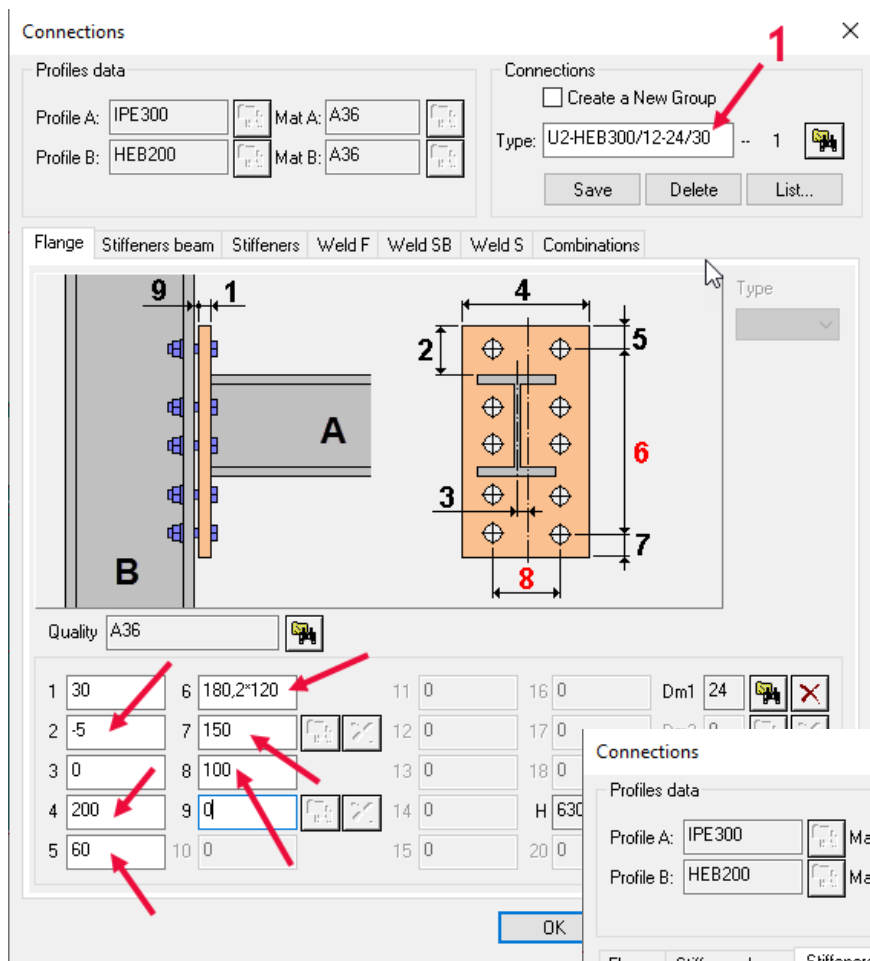 Connections
Profiles data
Profile A: IPE300 Mat A: A36
Profile B: HEB200 Mat B: A36
Connections
Create a New Group
Type: U2-HEB300/12-24/30 -- 1
Save Delete List...
1
Flange Stiffeners beam Stiffeners Weld F Weld SB Weld S Combinations
9 1 4
2 5
A 6
3
B 8 7
Type
Quality A36
1 30 6 180,2*120 11 0 16 0 Dm1 24
2 -5 7 150 12 0 17 0
3 0 8 100 13 0 18 0
4 200 9 0 14 0 H 630
5 60 10 0 15 0 20 0
OK
Connections
Profiles data
Profile A: IPE300
Profile B: HEB200